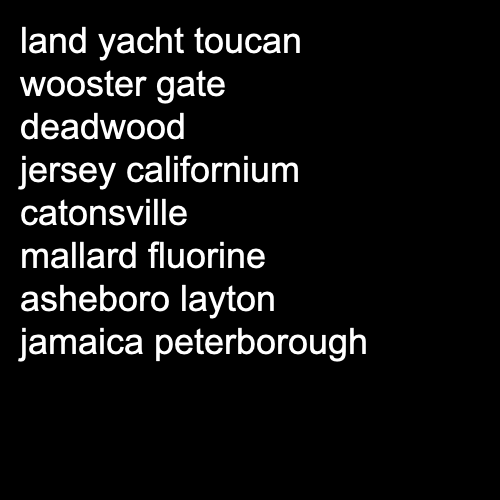 land yacht toucan
wooster gate
deadwood
jersey californium
catonsville
mallard fluorine
asheboro layton
jamaica peterborough